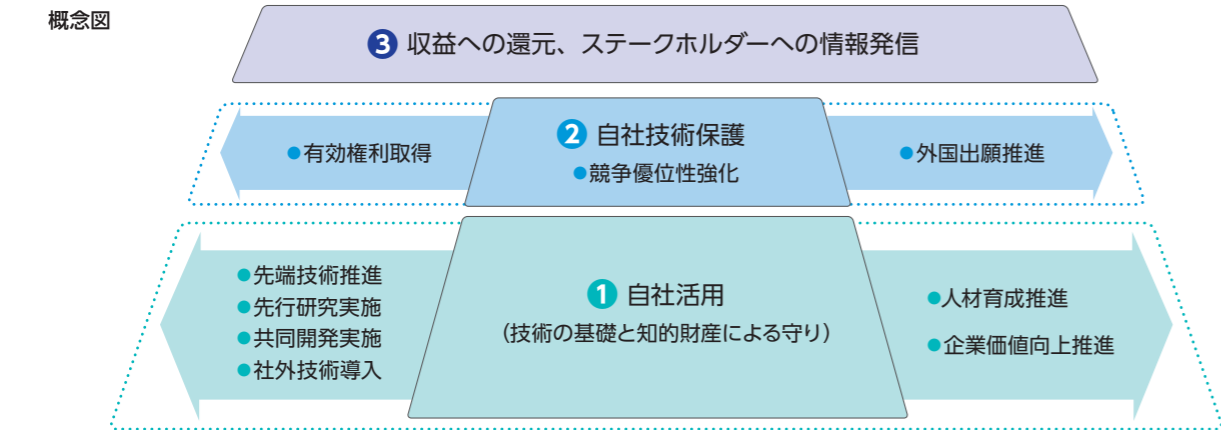 概念図
❸ 収益への還元、ステークホルダーへの情報発信
●有効権利取得
❷ 自社技術保護
●競争優位性強化
●外国出願推進
●先端技術推進
●先行研究実施
●共同開発実施
●社外技術導入
❶ 自社活用
（技術の基礎と知的財産による守り）
●人材育成推進
●企業価値向上推進